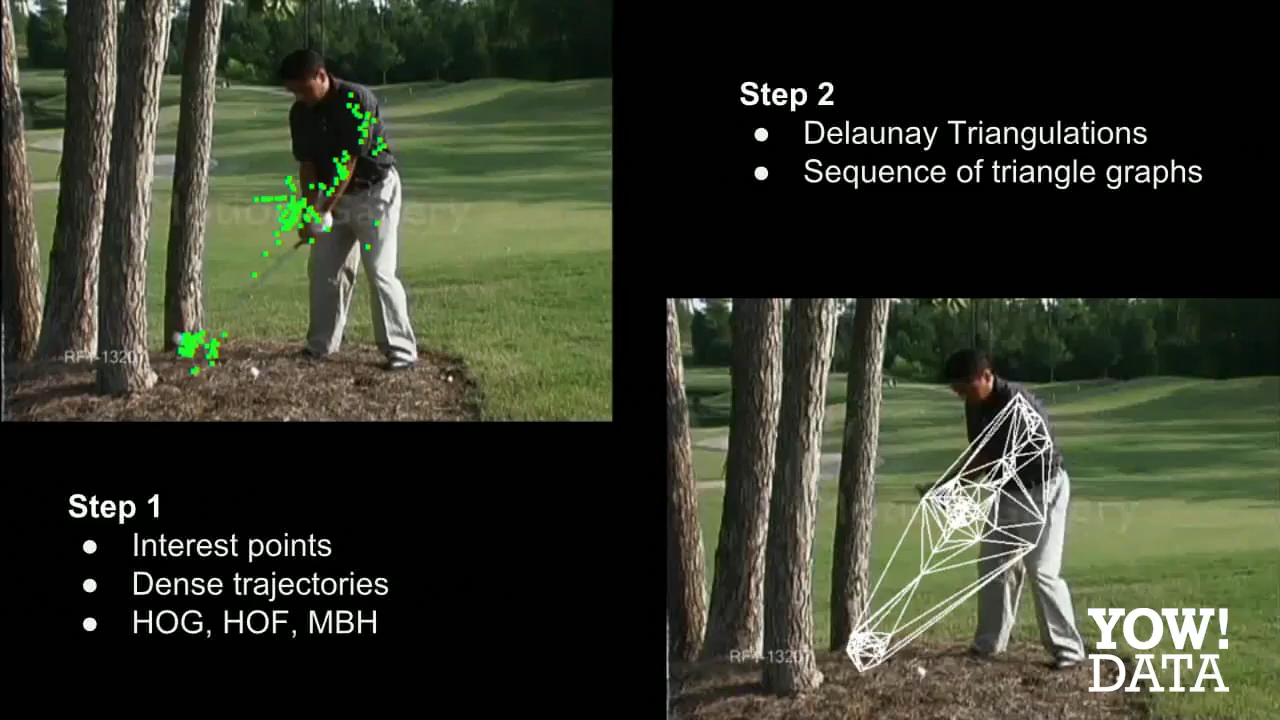 Step 2
● Delaunay Triangulations
● Sequence of triangle graphs
Step 1
● Interest points
● Dense trajectories
● HOG, HOF, MBH
YOW!
DATA